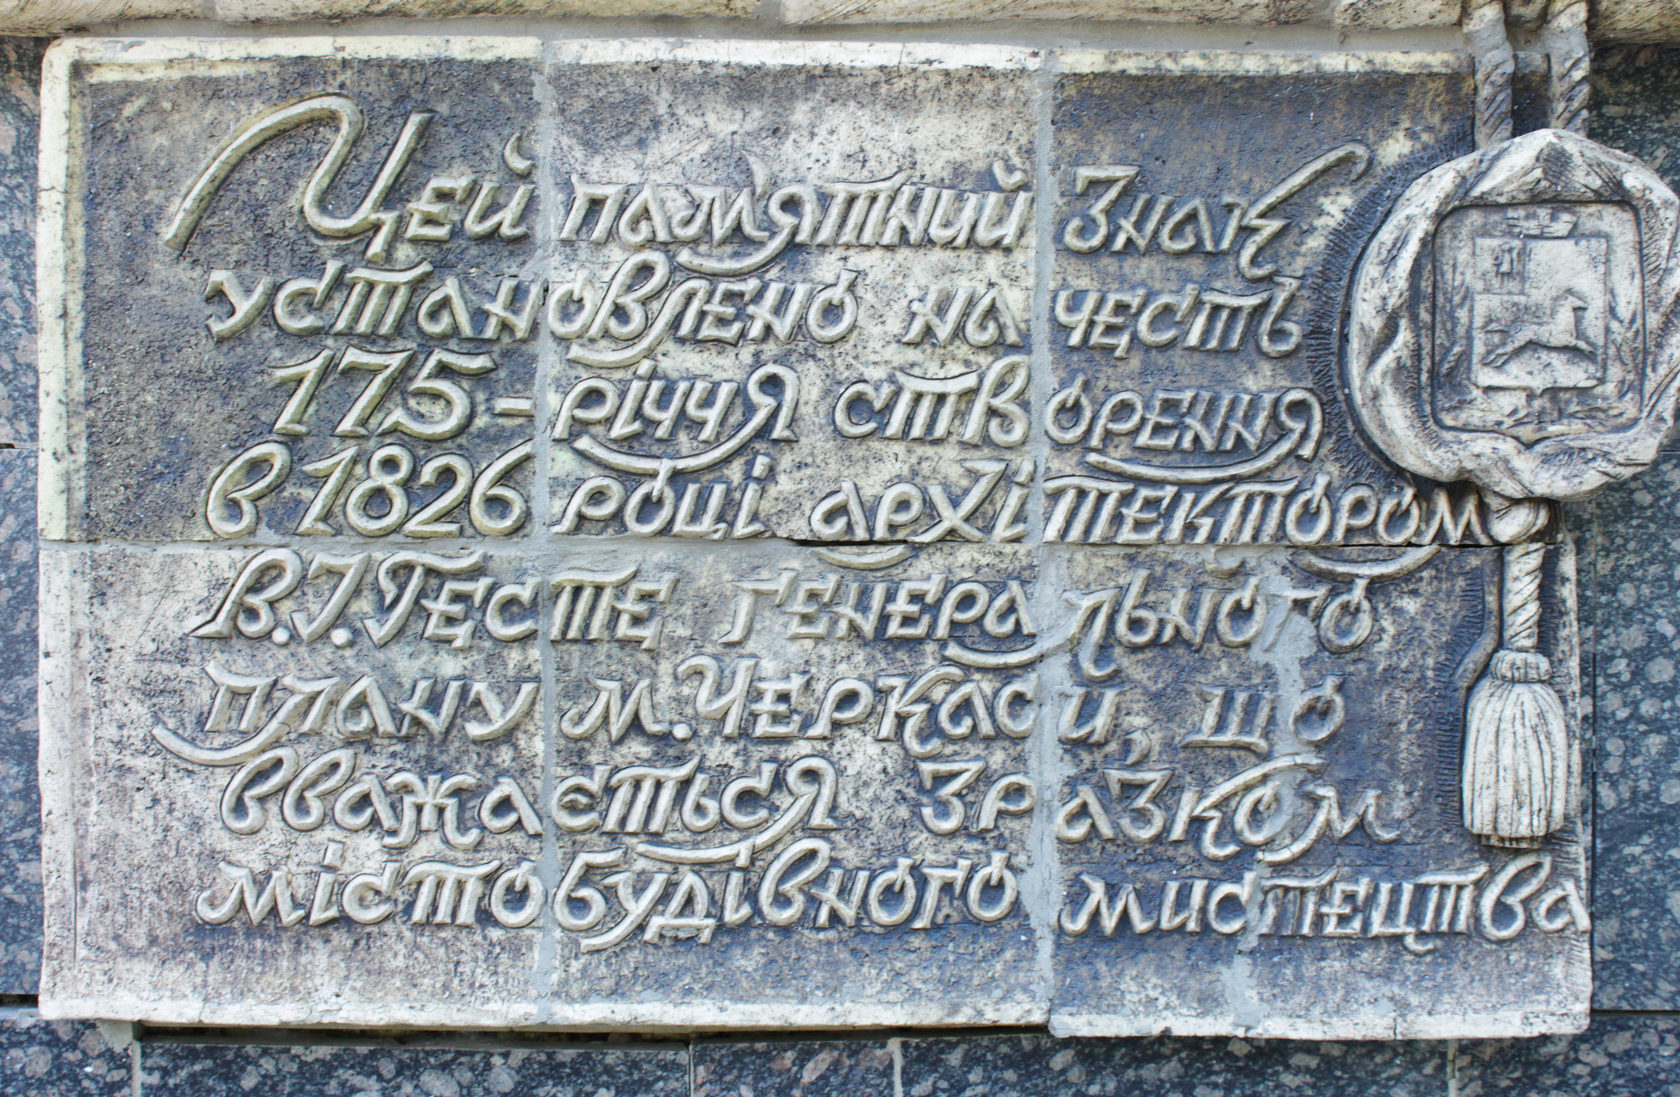 Цей пам'ятний знак
установлено на честь
175-річчя створення
в 1826 році архітектором
В.І.Гесте генерального
плану м.Черкаси, що
вважається зразком
містобудівного мистецтва